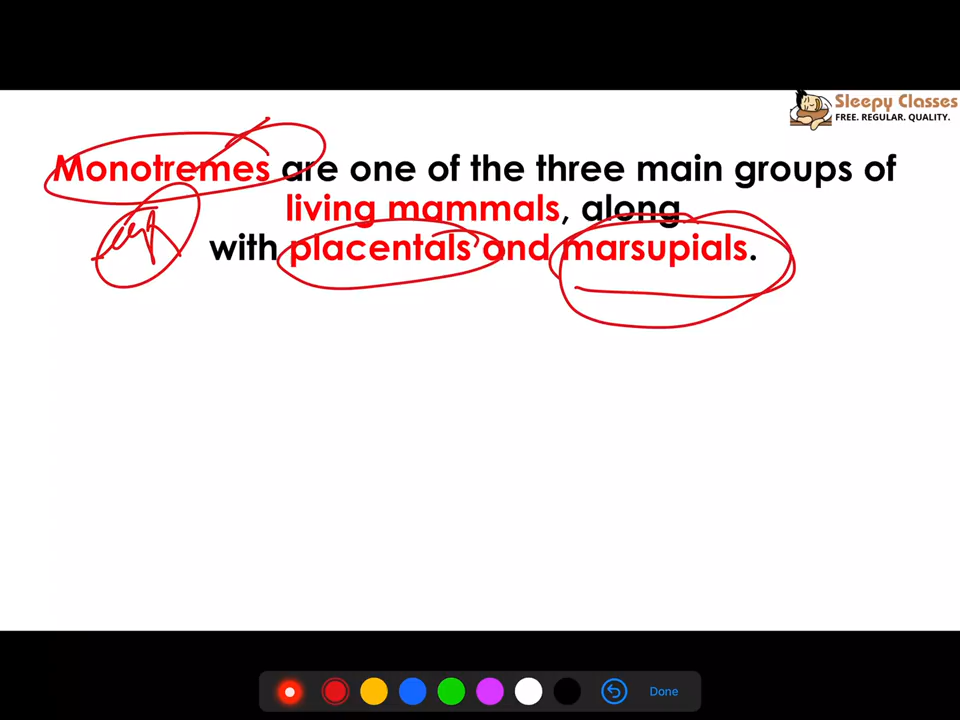 Sleepy Classes
FREE. REGULAR. QUALITY.
Monotremes are one of the three main groups of
living mammals, along
with placentals and marsupials.
Done